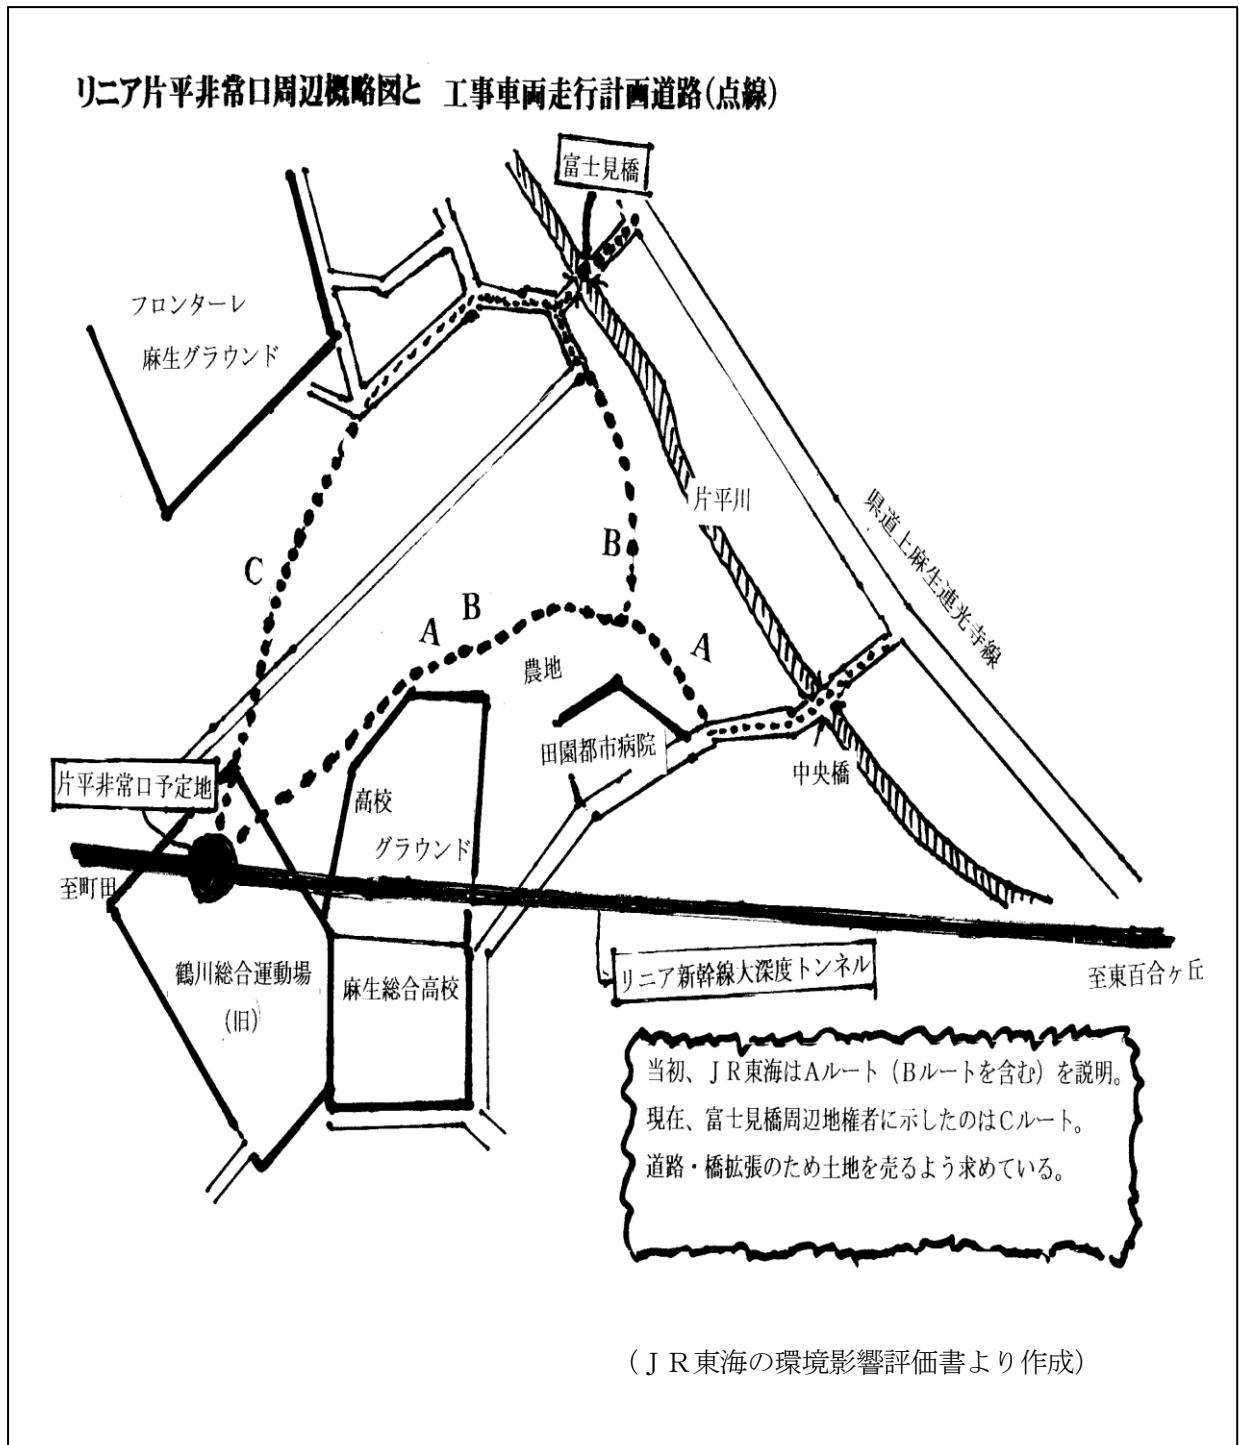 リニア片平非常口周辺概略図と 工事車両走行計画道路(点線)
富士見橋
フロンターレ
麻生グラウンド
片平川
県道上麻生連光寺線
C
B
B
A
A
農地
田園都市病院
中央橋
片平非常口予定地
高校
グラウンド
至町田
鶴川総合運動場
(旧)
麻生総合高校
リニア新幹線大深度トンネル
至東百合ヶ丘
当初、ＪＲ東海はＡルート（Ｂルートを含む）を説明。
現在、富士見橋周辺地権者に示したのはＣルート。
道路・橋拡張のため土地を売るよう求めている。
（ＪＲ東海の環境影響評価書より作成）